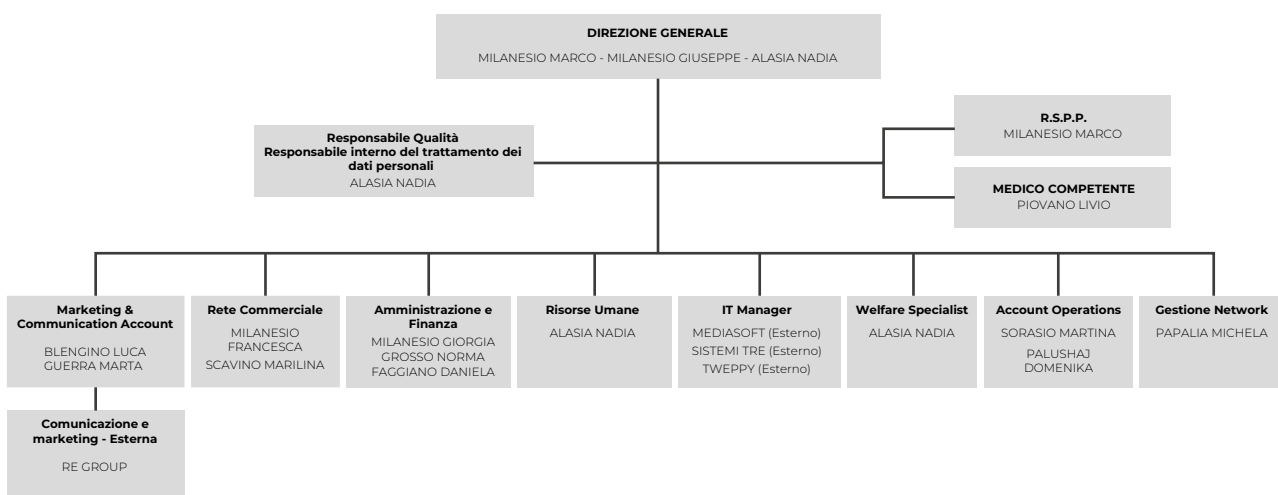 DIREZIONE GENERALE
MILANESIO MARCO - MILANESIO GIUSEPPE - ALASIA NADIA
Responsabile Qualità
Responsabile interno del trattamento dei
dati personali
ALASIA NADIA
R.S.P.P.
MILANESIO MARCO
MEDICO COMPETENTE
PIOVANO LIVIO
Marketing &
Communication Account
BLENGINO LUCA
GUERRA MARTA
Rete Commerciale
MILANESIO
FRANCESCA
SCAVINO MARILINA
Amministrazione e
Finanza
MILANESIO GIORGIA
GROSSO NORMA
FAGGIANO DANIELA
Risorse Umane
ALASIA NADIA
IT Manager
MEDIASOFT (Esterno)
SISTEMI TRE (Esterno)
TWEPPY (Esterno)
Welfare Specialist
ALASIA NADIA
Account Operations
SORASIO MARTINA
PALUSHAJ
DOMENIKA
Gestione Network
PAPALIA MICHELA
Comunicazione e
marketing - Esterna
RE GROUP